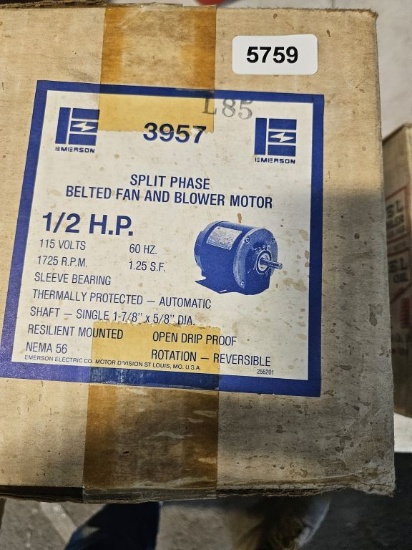 5759
L85
EMERSON
3957
EMERSON
SPLIT PHASE
BELTED FAN AND BLOWER MOTOR
1/2 H.P.
115 VOLTS 60 HZ.
1725 R.P.M. 1.25 S.F.
SLEEVE BEARING
THERMALLY PROTECTED — AUTOMATIC
SHAFT — SINGLE 1-7/8" x 5/8" DIA.
RESILIENT MOUNTED OPEN DRIP PROOF
NEMA 56 ROTATION — REVERSIBLE
EMERSON ELECTRIC CO. MOTOR DIVISION ST LOUIS, MO. U.S.A.